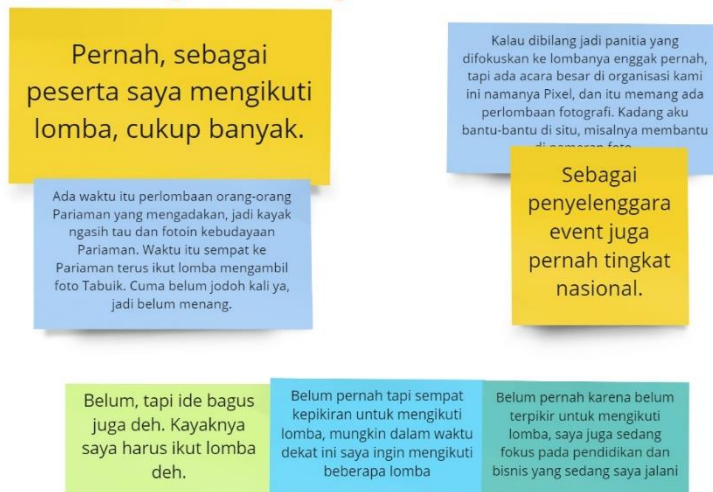 Pernah, sebagai
peserta saya mengikuti
lomba, cukup banyak.
Ada waktu itu perlombaan orang-orang
Pariaman yang mengadakan, jadi kayak
ngasih tau dan fotoin kebudayaan
Pariaman. Waktu itu sempat ke
Pariaman terus ikut lomba mengambil
foto Tabuik. Cuma belum jodoh kali ya,
jadi belum menang.
Kalau dibilang jadi panitia yang
difokuskan ke lombanya enggak pernah,
tapi ada acara besar di organisasi kami
ini namanya Pixel, dan itu memang ada
perlombaan fotografi. Kadang aku
bantu-bantu di situ, misalnya membantu
di pameran foto
Sebagai
penyelenggara
event juga
pernah tingkat
nasional.
Belum, tapi ide bagus
juga deh. Kayaknya
saya harus ikut lomba
deh.
Belum pernah tapi sempat
kepikiran untuk mengikuti
lomba, mungkin dalam waktu
dekat ini saya ingin mengikuti
beberapa lomba
Belum pernah karena belum
terpikir untuk mengikuti
lomba, saya juga sedang
fokus pada pendidikan dan
bisnis yang sedang saya jalani